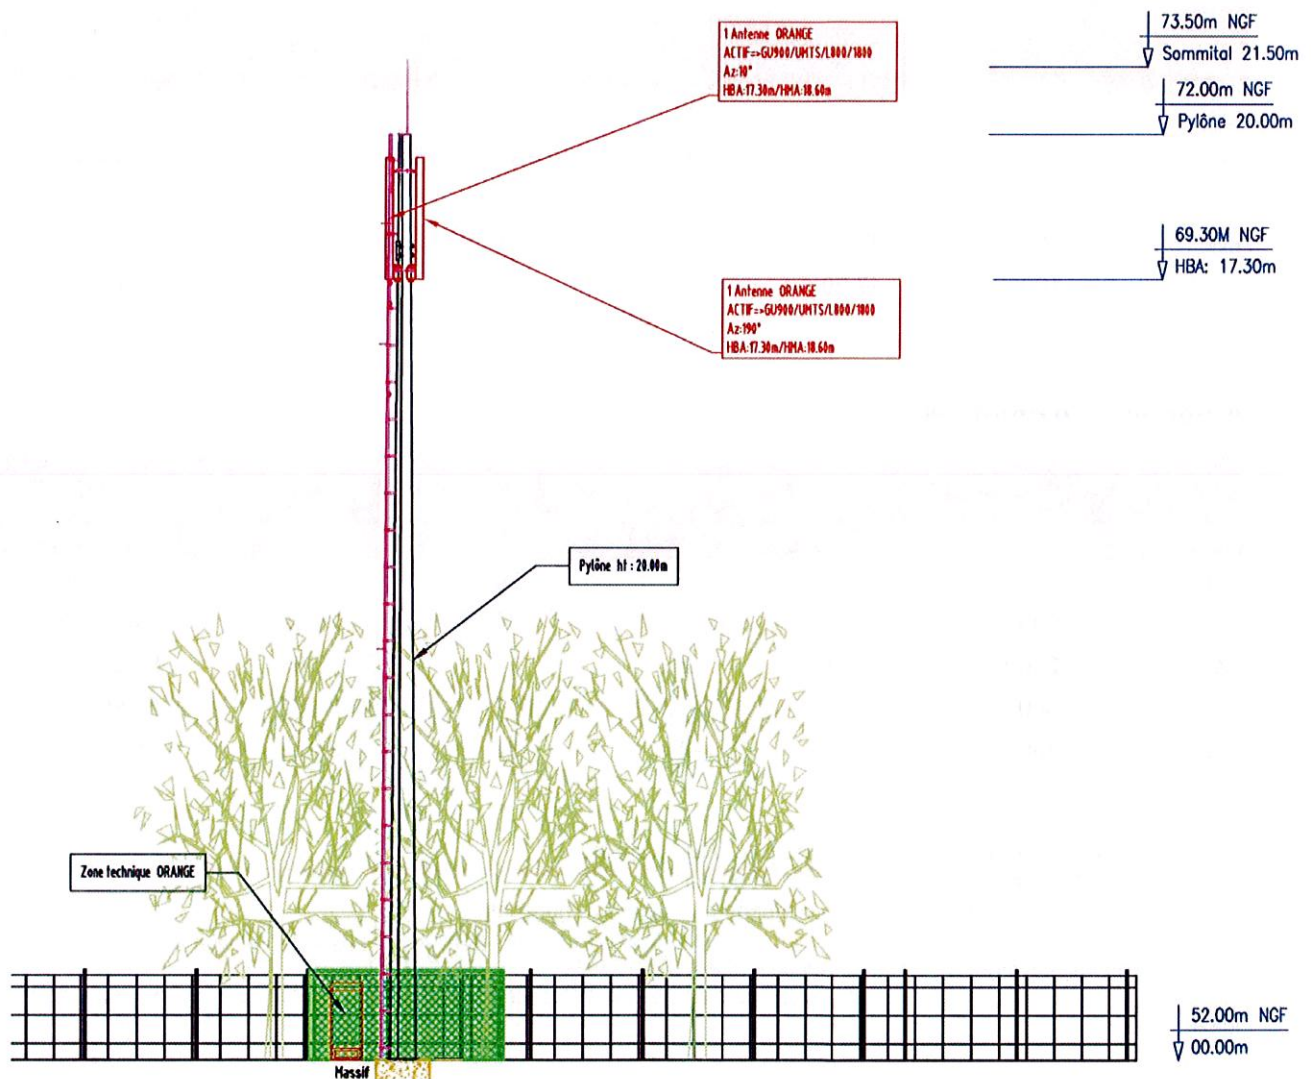 1 Antenne ORANGE
ACTIF=>GU900/UMTS/L800/1800
Az:10°
HBA:17.30m/HMA:18.60m
73.50m NGF
Sommital 21.50m
72.00m NGF
Pylône 20.00m
69.30M NGF
HBA: 17.30m
1 Antenne ORANGE
ACTIF=>GU900/UMTS/L800/1800
Az:190°
HBA:17.30m/HMA:18.60m
Pylône ht : 20.00m
Zone technique ORANGE
52.00m NGF
00.00m
Massif